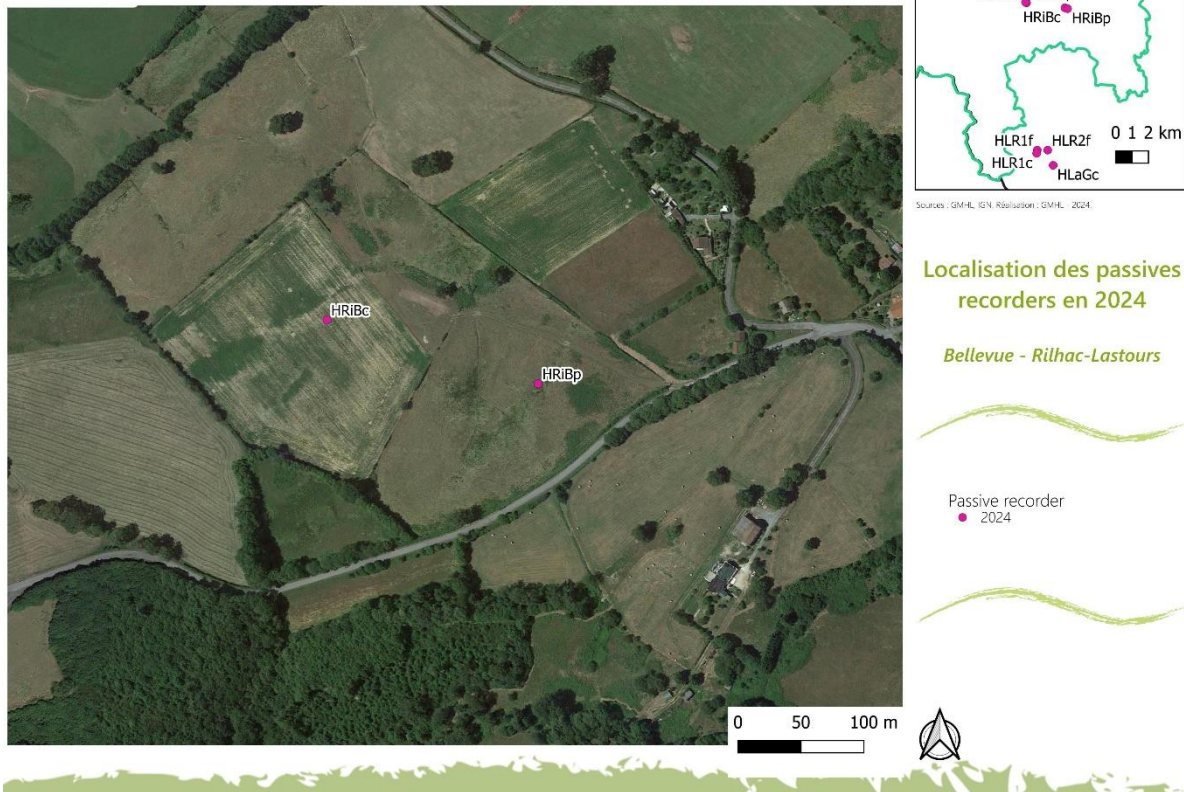 HRiBc HRiBp
HLR1f HLR2f
HLR1c
HLaGc
0 1 2 km
Sources : GMHL, IGN. Réalisation : GMHL - 2024.
Localisation des passives
recorders en 2024
Bellevue - Rilhac-Lastours
Passive recorder
2024
HRiBc
HRiBp
0 50 100 m